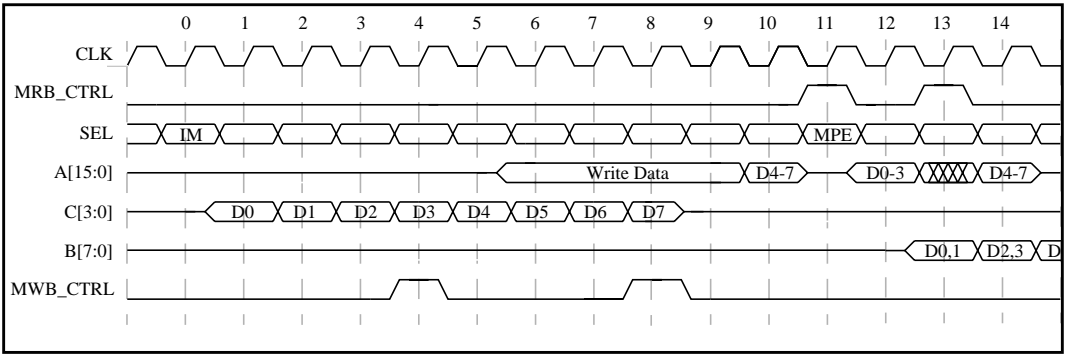 0 1 2 3 4 5 6 7 8 9 10 11 12 13 14
CLK
MRB_CTRL
SEL IM MPE
A[15:0] Write Data D4-7 D0-3 D4-7
C[3:0] D0 D1 D2 D3 D4 D5 D6 D7
B[7:0] D0,1 D2,3 D
MWB_CTRL